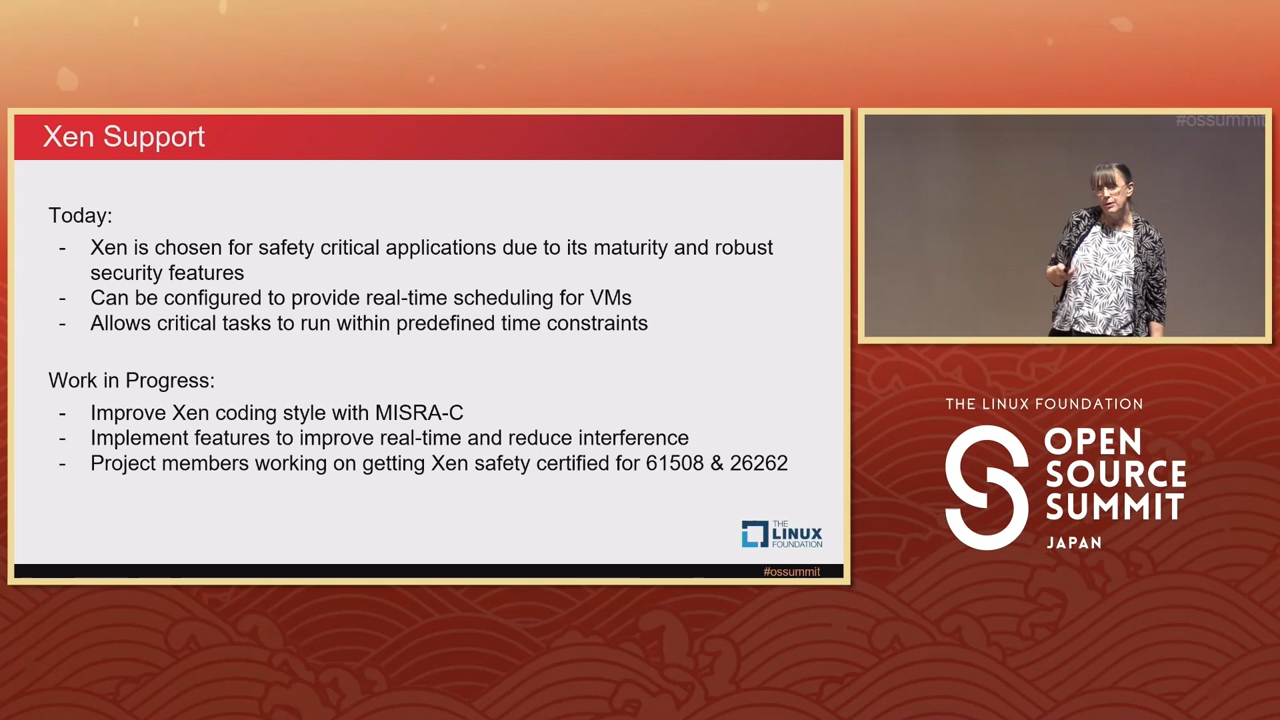 Xen Support
Today:
- Xen is chosen for safety critical applications due to its maturity and robust
security features
- Can be configured to provide real-time scheduling for VMs
- Allows critical tasks to run within predefined time constraints
Work in Progress:
- Improve Xen coding style with MISRA-C
- Implement features to improve real-time and reduce interference
- Project members working on getting Xen safety certified for 61508 & 26262
THE
LINUX
FOUNDATION
#ossummit
#ossummit
THE LINUX FOUNDATION
OPEN
SOURCE
SUMMIT
JAPAN